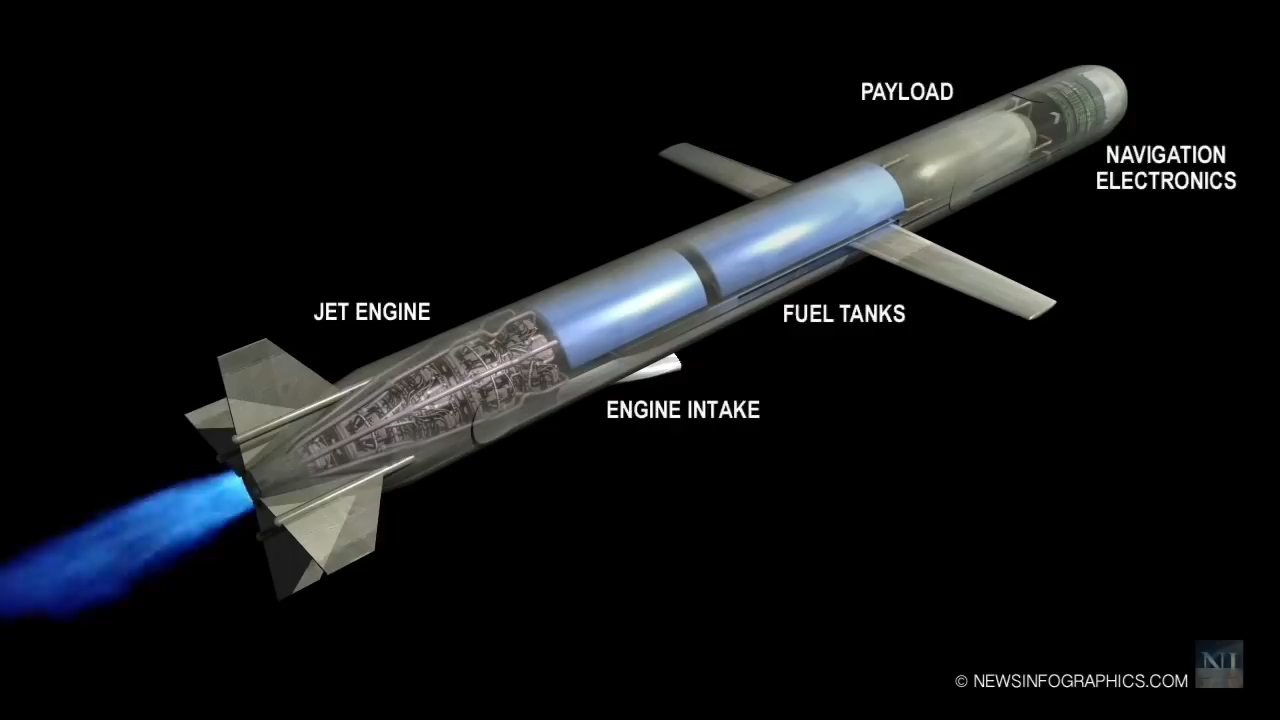 PAYLOAD
NAVIGATION
ELECTRONICS
JET ENGINE
FUEL TANKS
ENGINE INTAKE
© NEWSINFOGRAPHICS.COM
NI